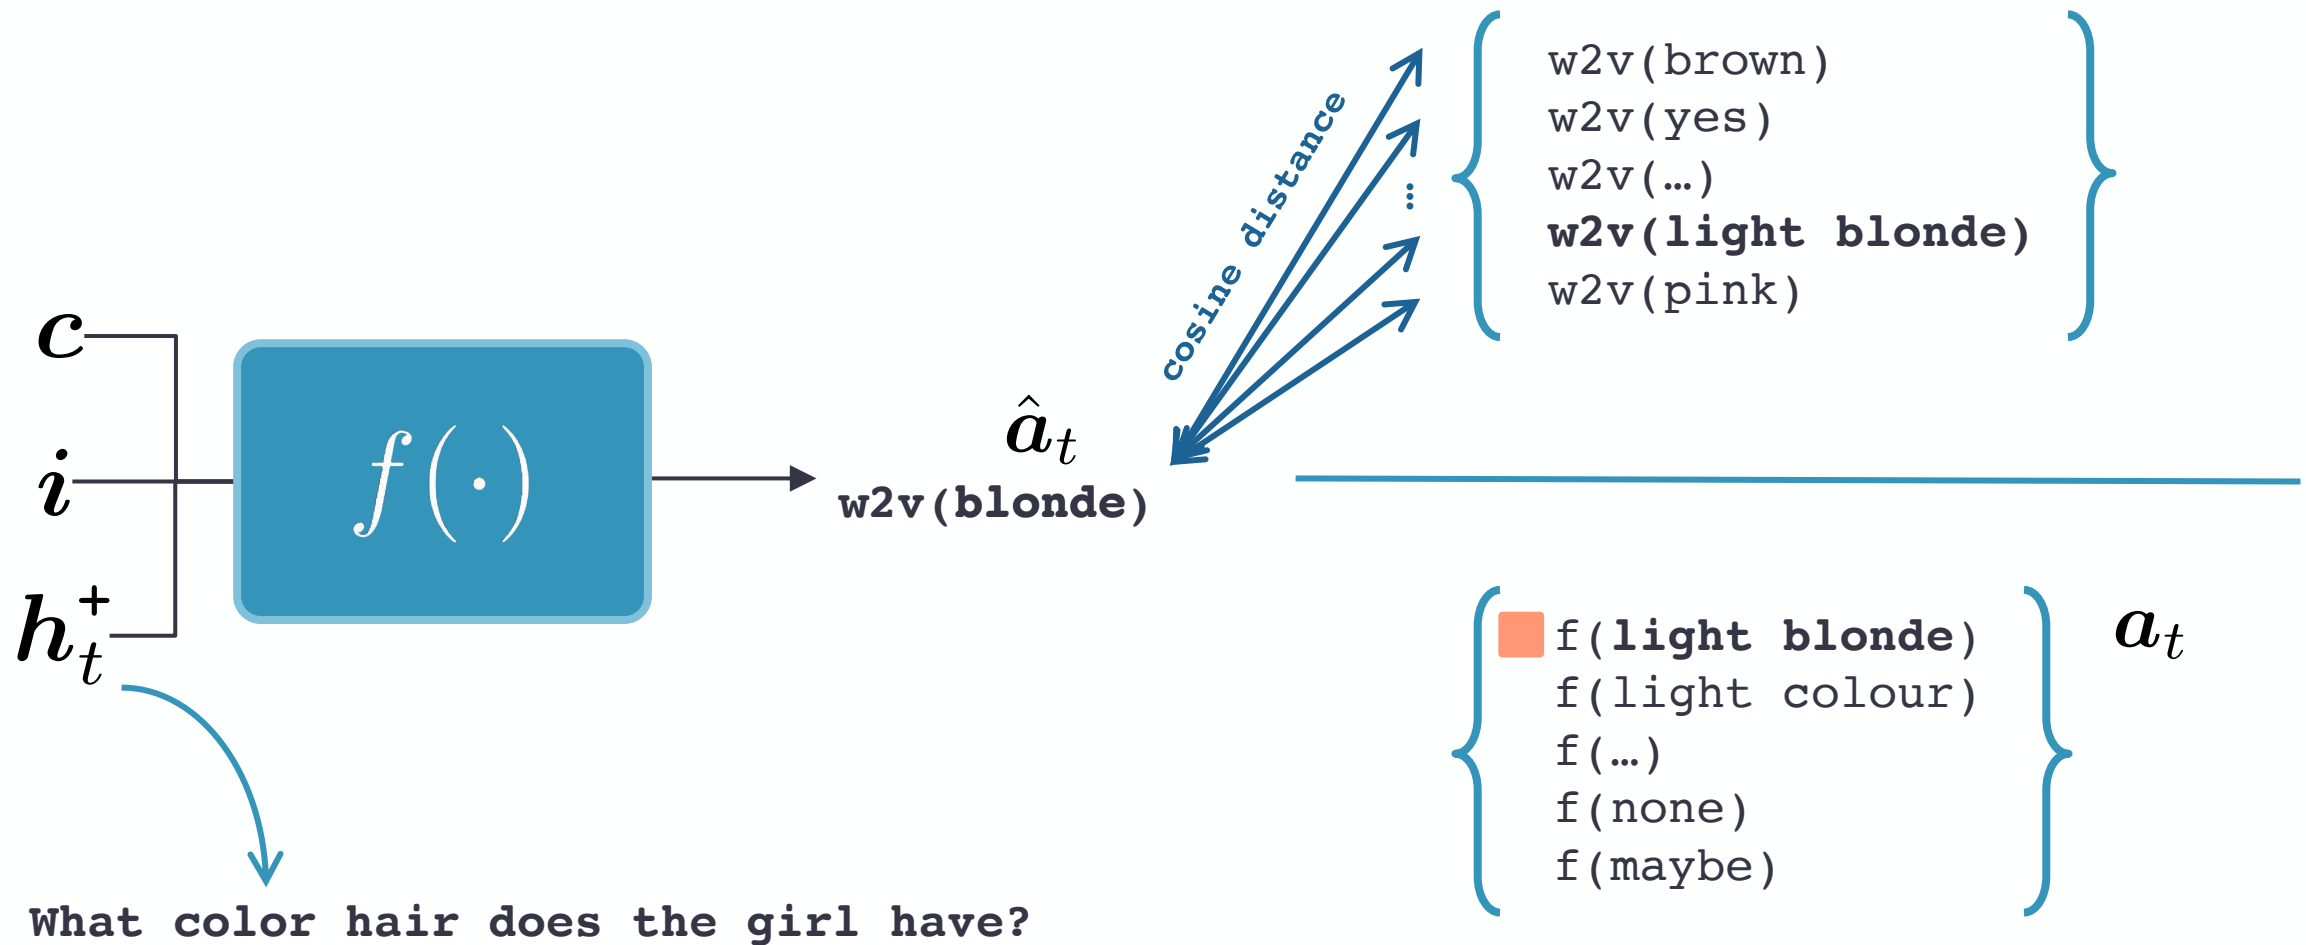 c
i
h_t^+
f(·)
What color hair does the girl have?
â_t
w2v(blonde)
cosine distance
⋮
w2v(brown)
w2v(yes)
w2v(…)
w2v(light blonde)
w2v(pink)
f(light blonde)
f(light colour)
f(…)
f(none)
f(maybe)
a_t